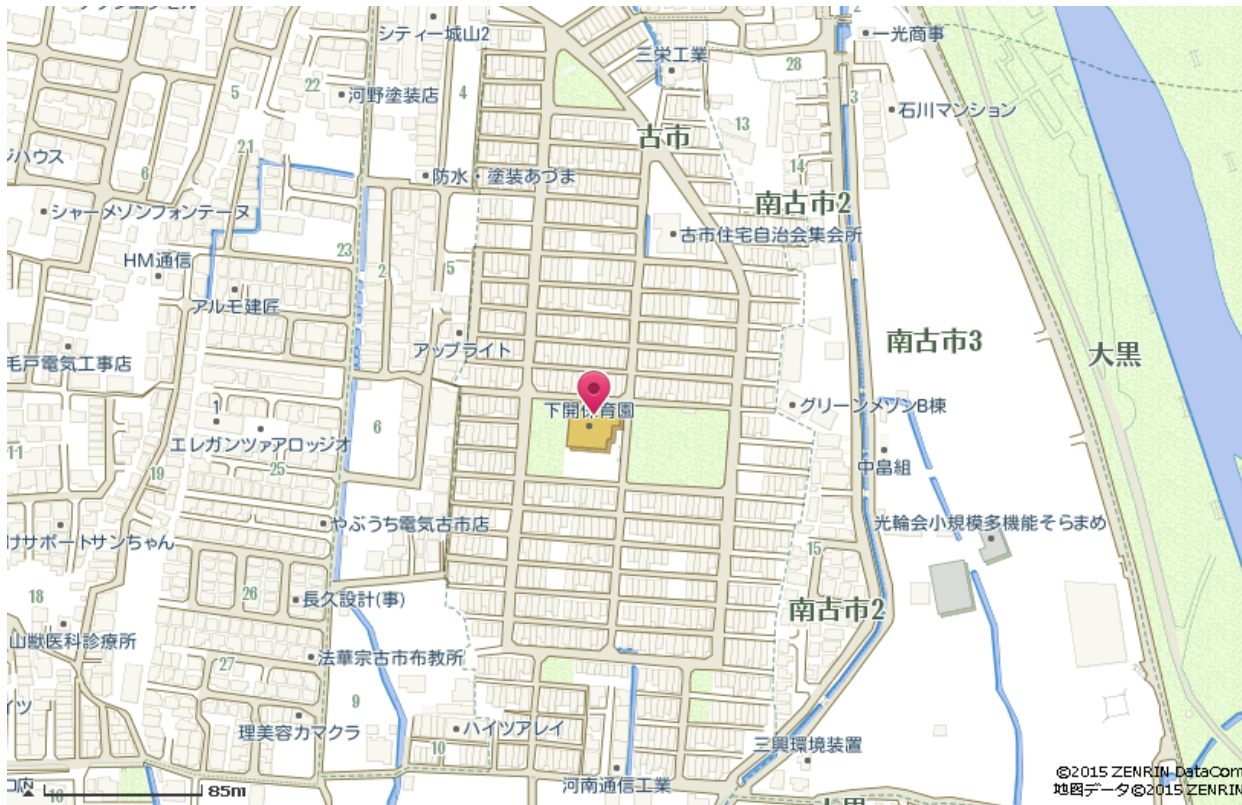 シティー城山2
一光商事
三栄工業
28
22
5
4
河野塗装店
3
石川マンション
13
古市
21
ジハウス
6
防水・塗装あづま
14
シャーメゾンフォンテーヌ
南古市2
古市住宅自治会集会所
23
HM通信
2
5
アルモ建匠
南古市3
アップライト
大黒
毛戸電気工事店
1
下開保育園
グリーンメゾンB棟
6
エレガンツァアロッジオ
11
中畠組
19
25
やぶうち電気古市店
光輪会小規模多機能そらまめ
けサポートサンちゃん
15
18
26
長久設計(事)
南古市2
山獣医科診療所
27
法華宗古市布教所
9
イツ
理美容カマクラ
ハイツアレイ
10
三興環境装置
河南通信工業
85m
16
©2015 ZENRIN DataCom
地図データ©2015 ZENRIN